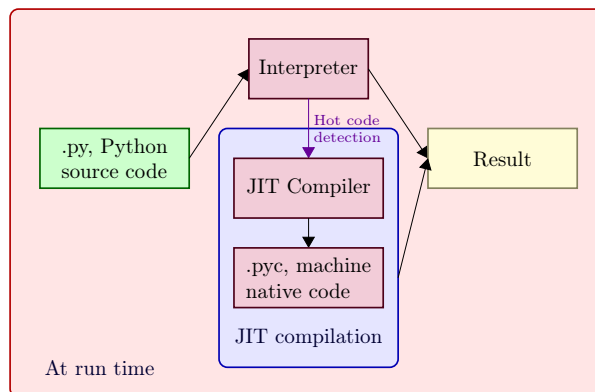 Interpreter
Hot code
detection
.py, Python
source code
Result
JIT Compiler
.pyc, machine
native code
JIT compilation
At run time